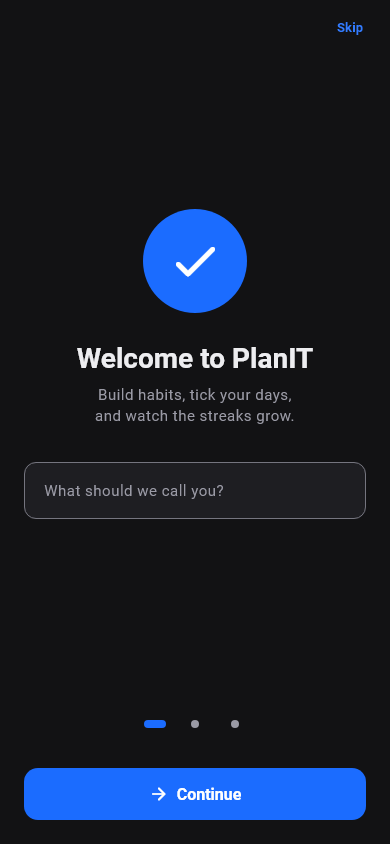 Skip
Welcome to PlanIT
Build habits, tick your days,
and watch the streaks grow.
What should we call you?
Continue